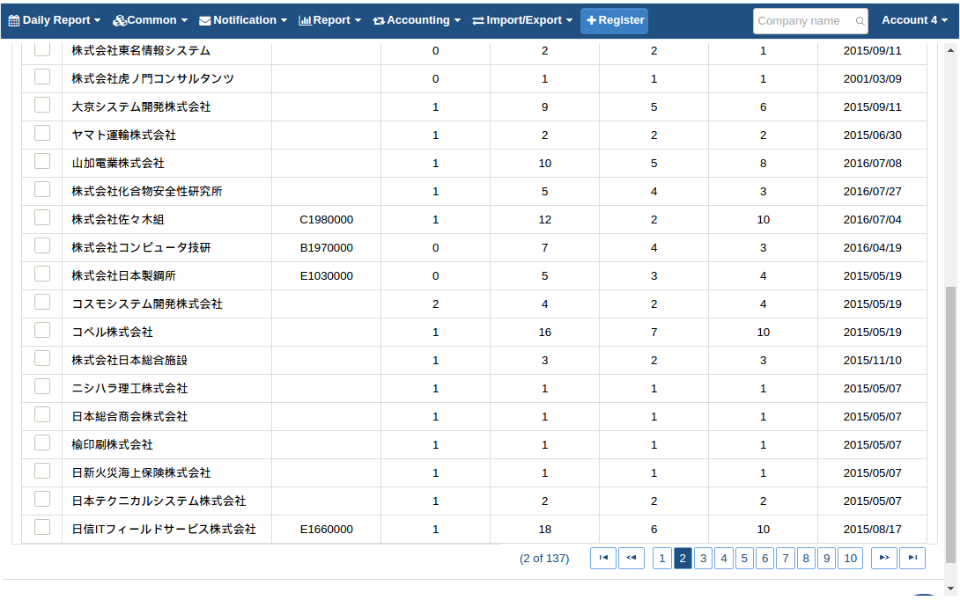 Daily Report Common Notification Report Accounting Import/Export Register Company name Account 4
株式会社東名情報システム 0 2 2 1 2015/09/11
株式会社虎ノ門コンサルタンツ 0 1 1 1 2001/03/09
大京システム開発株式会社 1 9 5 6 2015/09/11
ヤマト運輸株式会社 1 2 2 2 2015/06/30
山加電業株式会社 1 10 5 8 2016/07/08
株式会社化合物安全性研究所 1 5 4 3 2016/07/27
株式会社佐々木組 C1980000 1 12 2 10 2016/07/04
株式会社コンピュータ技研 B1970000 0 7 4 3 2016/04/19
株式会社日本製鋼所 E1030000 0 5 3 4 2015/05/19
コスモシステム開発株式会社 2 4 2 4 2015/05/19
コペル株式会社 1 16 7 10 2015/05/19
株式会社日本総合施設 1 3 2 3 2015/11/10
ニシハラ理工株式会社 1 1 1 1 2015/05/07
日本総合商会株式会社 1 1 1 1 2015/05/07
楡印刷株式会社 1 1 1 1 2015/05/07
日新火災海上保険株式会社 1 1 1 1 2015/05/07
日本テクニカルシステム株式会社 1 2 2 2 2015/05/07
日信ITフィールドサービス株式会社 E1660000 1 18 6 10 2015/08/17
(2 of 137) 1 2 3 4 5 6 7 8 9 10